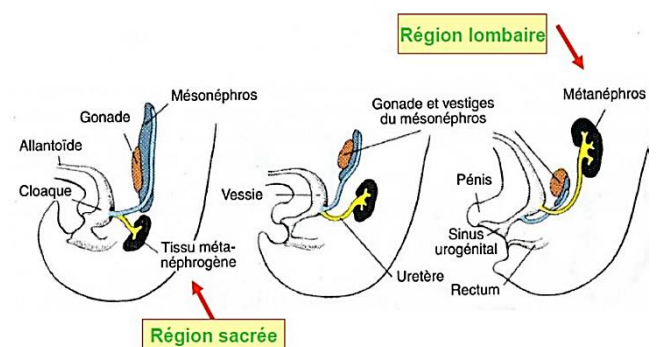 Région lombaire
Mésonéphros
Gonade
Allantoïde
Cloaque
Tissu méta-
néphrogène
Région sacrée
Gonade et vestiges
du mésonéphros
Vessie
Uretère
Métanéphros
Pénis
Sinus
urogénital
Rectum